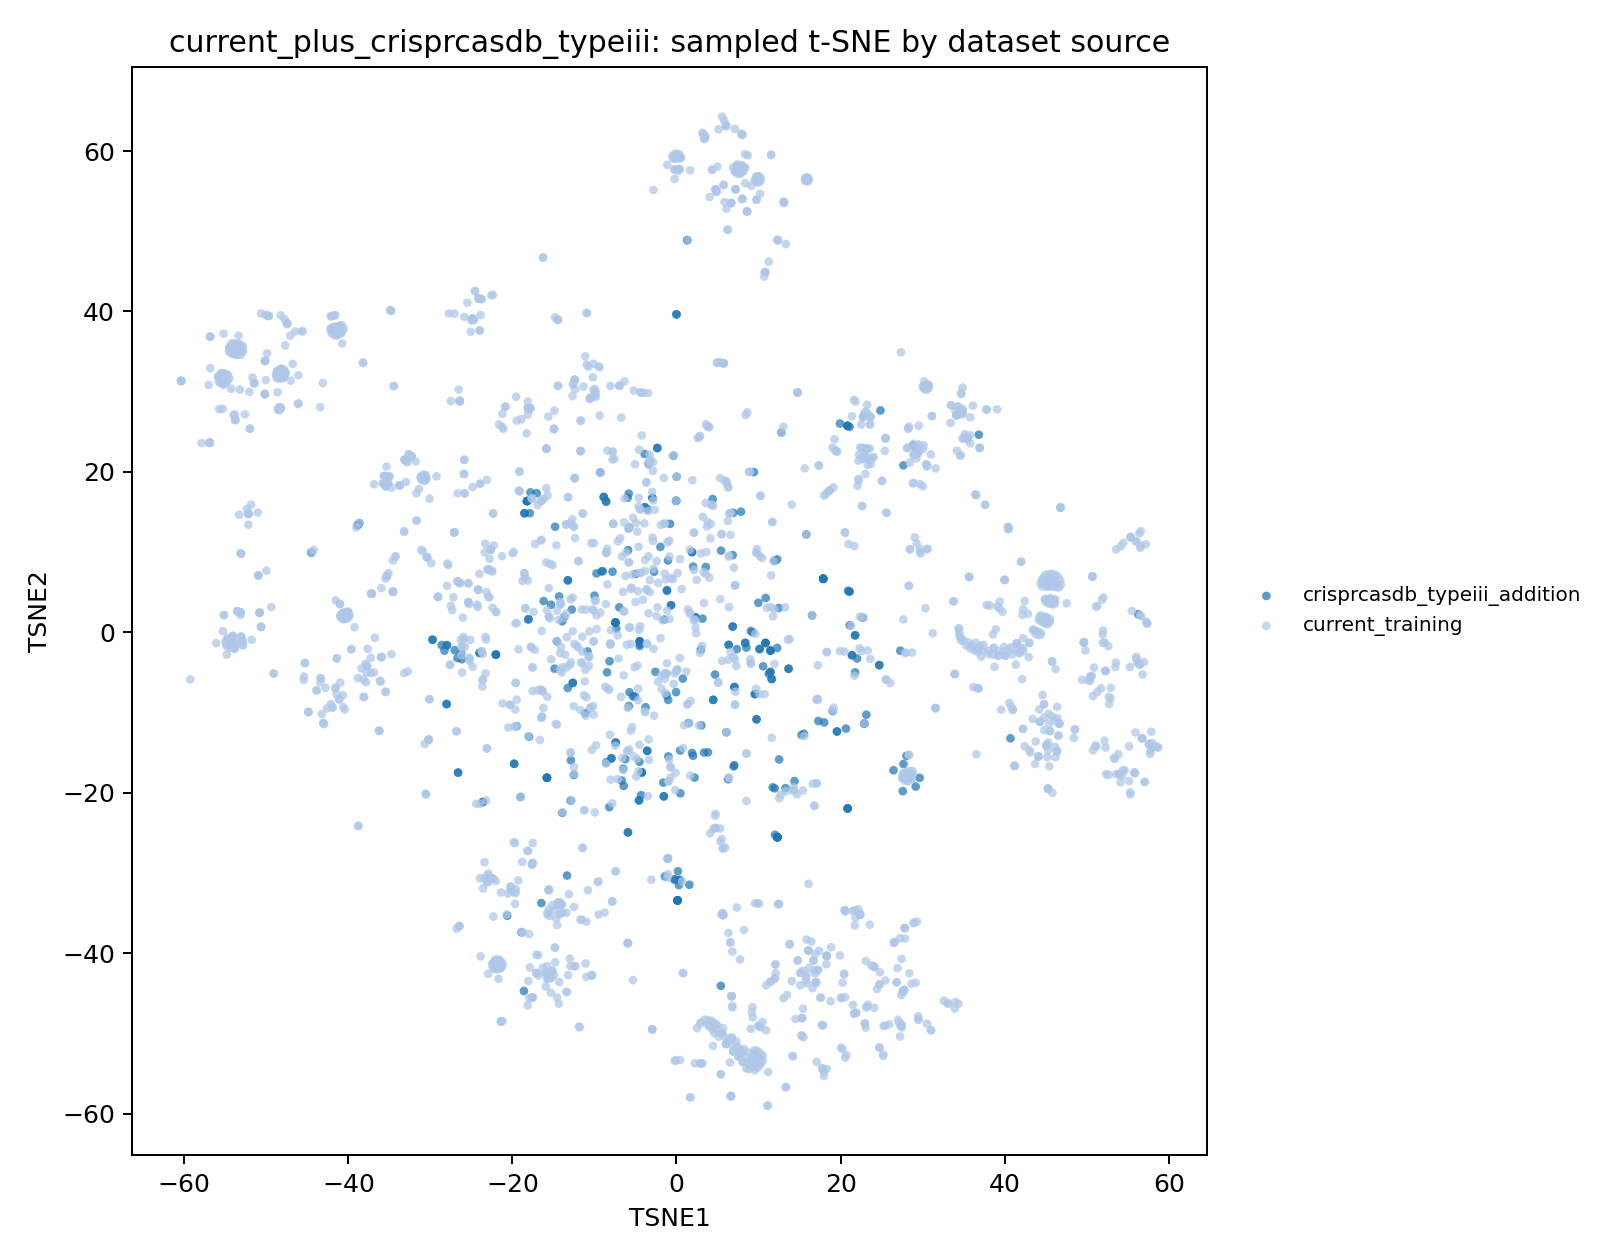 current_plus_crisprcasdb_typeiii: sampled t-SNE by dataset source
60
40
20
0
−20
−40
−60
TSNE2
−60
−40
−20
0
20
40
60
TSNE1
crisprcasdb_typeiii_addition
current_training